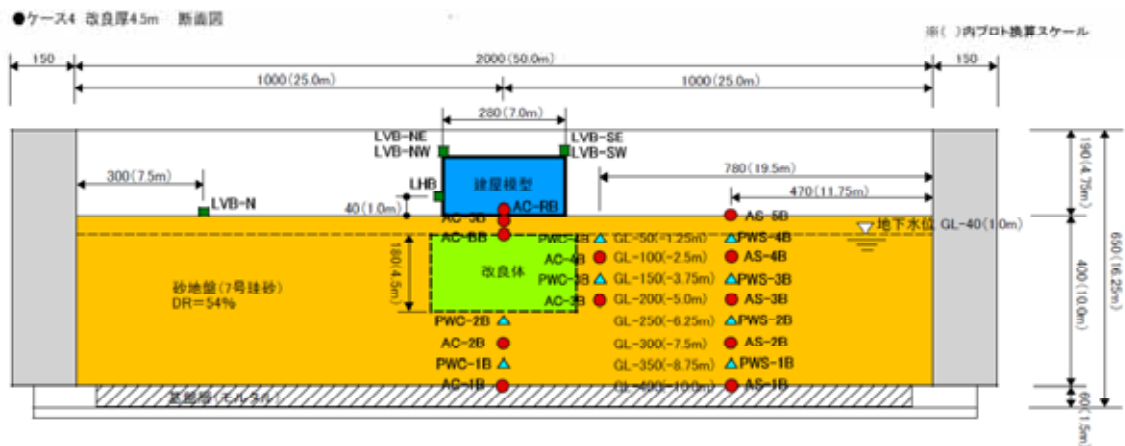 ●ケース4 改良厚4.5m 断面図
※( )内プロト換算スケール
150
2000(50.0m)
150
1000(25.0m)
1000(25.0m)
280(7.0m)
LVB-NE
LVB-NW
LVB-SE
LVB-SW
190(4.75m)
300(7.5m)
780(19.5m)
LHB
建屋模型
470(11.75m)
LVB-N
40(1.0m)
AC-RB
AC-5B
AS-5B
地下水位 GL-40(1.0m)
AC-BB
PWC-4B
GL-50(-1.25m)
PWS-4B
180(4.5m)
改良体
AC-4B
GL-100(-2.5m)
AS-4B
PWC-3B
GL-150(-3.75m)
PWS-3B
砂地盤(7号珪砂)
DR=54%
AC-3B
GL-200(-5.0m)
AS-3B
PWC-2B
GL-250(-6.25m)
PWS-2B
AC-2B
GL-300(-7.5m)
AS-2B
PWC-1B
GL-350(-8.75m)
PWS-1B
AC-1B
GL-400(-10.0m)
AS-1B
400(10.0m)
650(16.25m)
基盤層(モルタル)
60(1.5m)